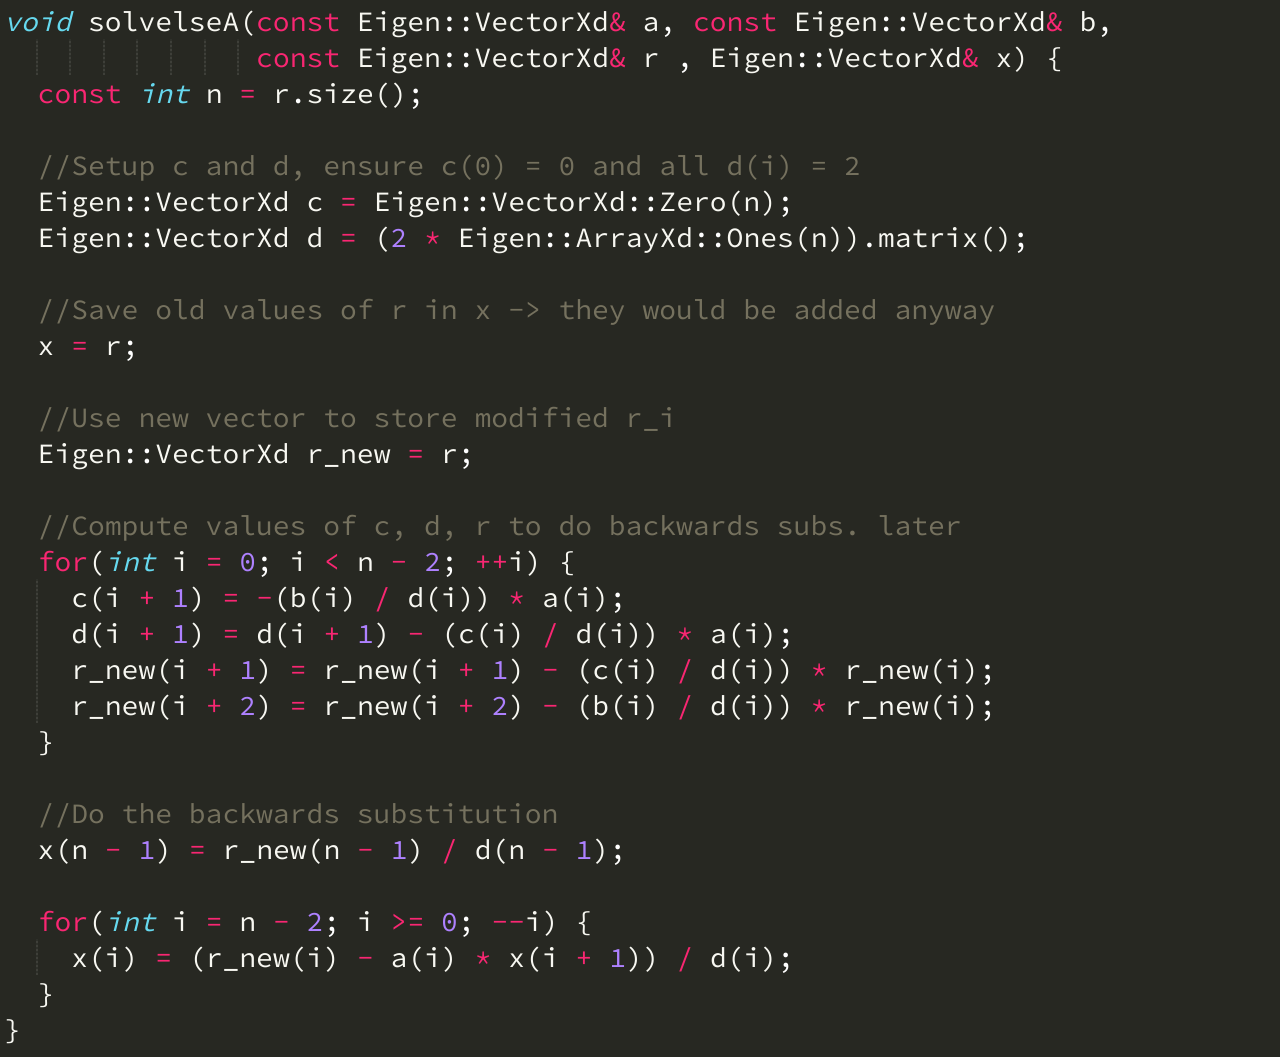 void solvelseA(const Eigen::VectorXd& a, const Eigen::VectorXd& b,
               const Eigen::VectorXd& r , Eigen::VectorXd& x) {
  const int n = r.size();

  //Setup c and d, ensure c(0) = 0 and all d(i) = 2
  Eigen::VectorXd c = Eigen::VectorXd::Zero(n);
  Eigen::VectorXd d = (2 * Eigen::ArrayXd::Ones(n)).matrix();

  //Save old values of r in x -> they would be added anyway
  x = r;

  //Use new vector to store modified r_i
  Eigen::VectorXd r_new = r;

  //Compute values of c, d, r to do backwards subs. later
  for(int i = 0; i < n - 2; ++i) {
    c(i + 1) = -(b(i) / d(i)) * a(i);
    d(i + 1) = d(i + 1) - (c(i) / d(i)) * a(i);
    r_new(i + 1) = r_new(i + 1) - (c(i) / d(i)) * r_new(i);
    r_new(i + 2) = r_new(i + 2) - (b(i) / d(i)) * r_new(i);
  }

  //Do the backwards substitution
  x(n - 1) = r_new(n - 1) / d(n - 1);

  for(int i = n - 2; i >= 0; --i) {
    x(i) = (r_new(i) - a(i) * x(i + 1)) / d(i);
  }
}